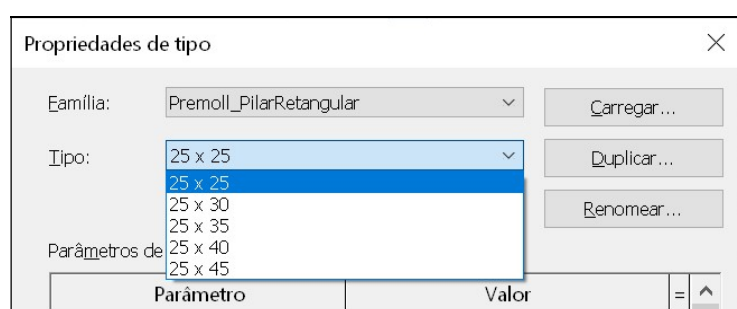 Propriedades de tipo
Família: Premoll_PilarRetangular Carregar...
Tipo: 25 x 25 Duplicar...
25 x 25
25 x 30 Renomear...
25 x 35
Parâmetros de 25 x 40
25 x 45
Parâmetro Valor =